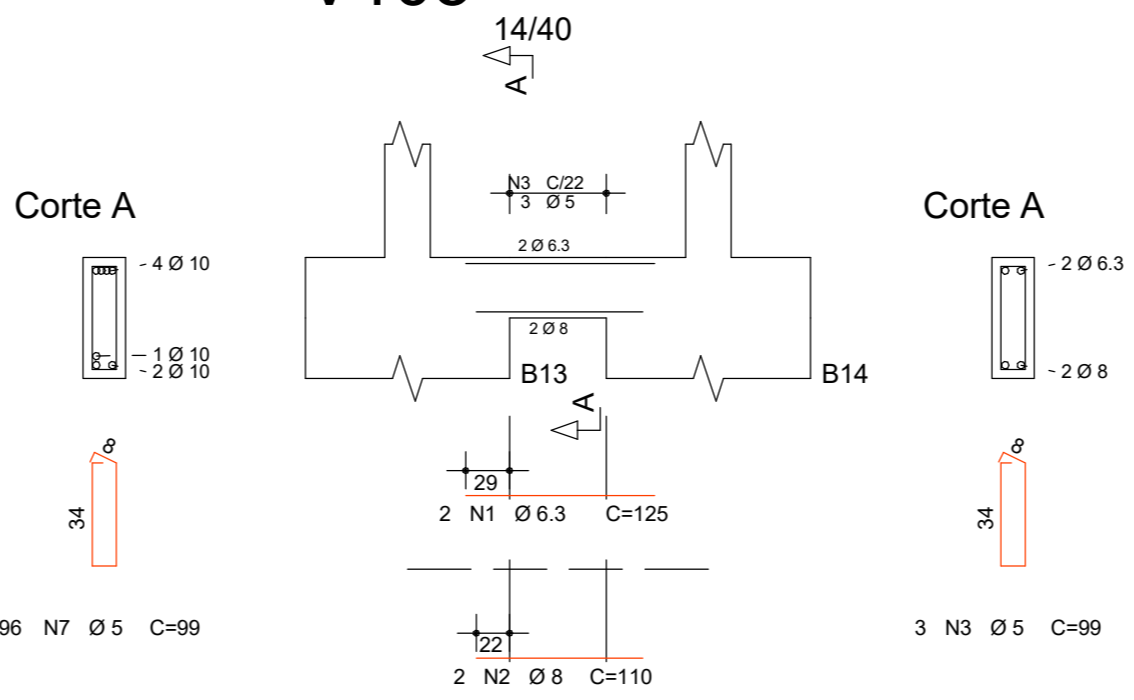 14/40
A
N3 C/22
3 Ø 5
Corte A
Corte A
2 Ø 6.3
4 Ø 10
2 Ø 6.3
2 Ø 8
1 Ø 10
2 Ø 10
2 Ø 8
B13
B14
A
8
8
29
34
34
2 N1 Ø 6.3 C=125
96 N7 Ø 5 C=99
3 N3 Ø 5 C=99
22
2 N2 Ø 8 C=110